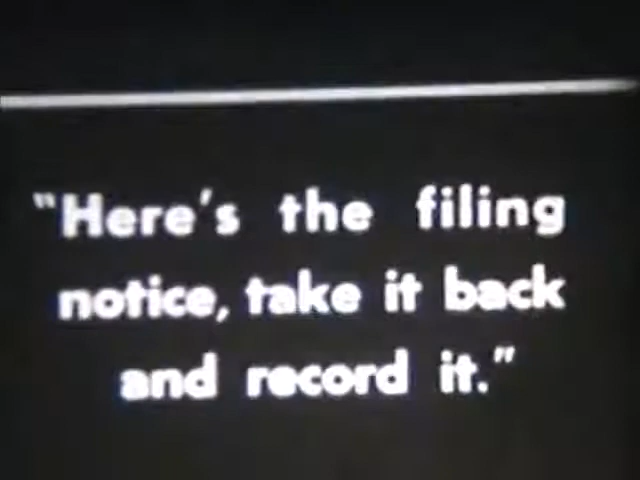 "Here's the filing
notice, take it back
and record it."